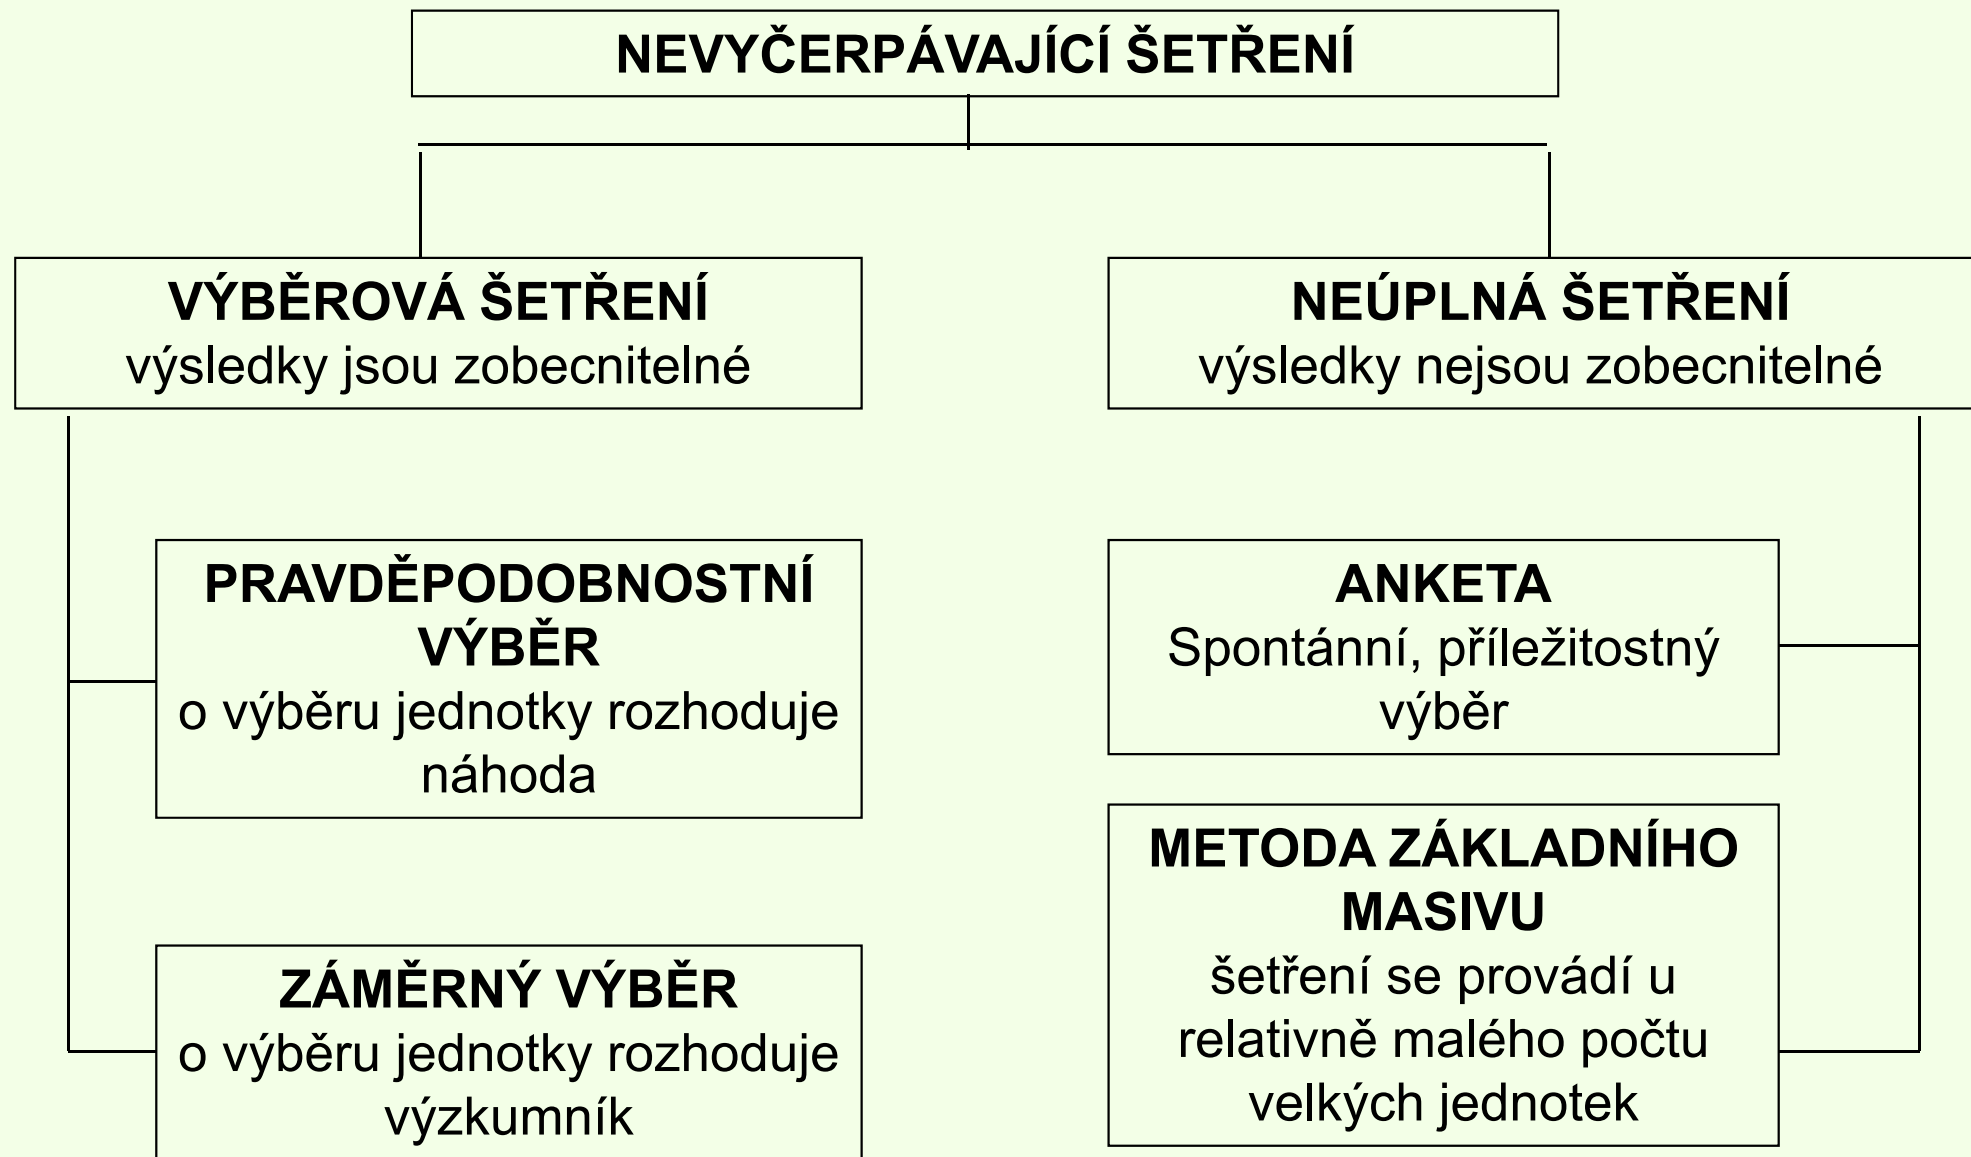 NEVYČERPÁVAJÍCÍ ŠETŘENÍ
VÝBĚROVÁ ŠETŘENÍ
výsledky jsou zobecnitelné
NEÚPLNÁ ŠETŘENÍ
výsledky nejsou zobecnitelné
PRAVDĚPODOBNOSTNÍ
VÝBĚR
o výběru jednotky rozhoduje
náhoda
ANKETA
Spontánní, příležitostný
výběr
ZÁMĚRNÝ VÝBĚR
o výběru jednotky rozhoduje
výzkumník
METODA ZÁKLADNÍHO
MASIVU
šetření se provádí u
relativně malého počtu
velkých jednotek